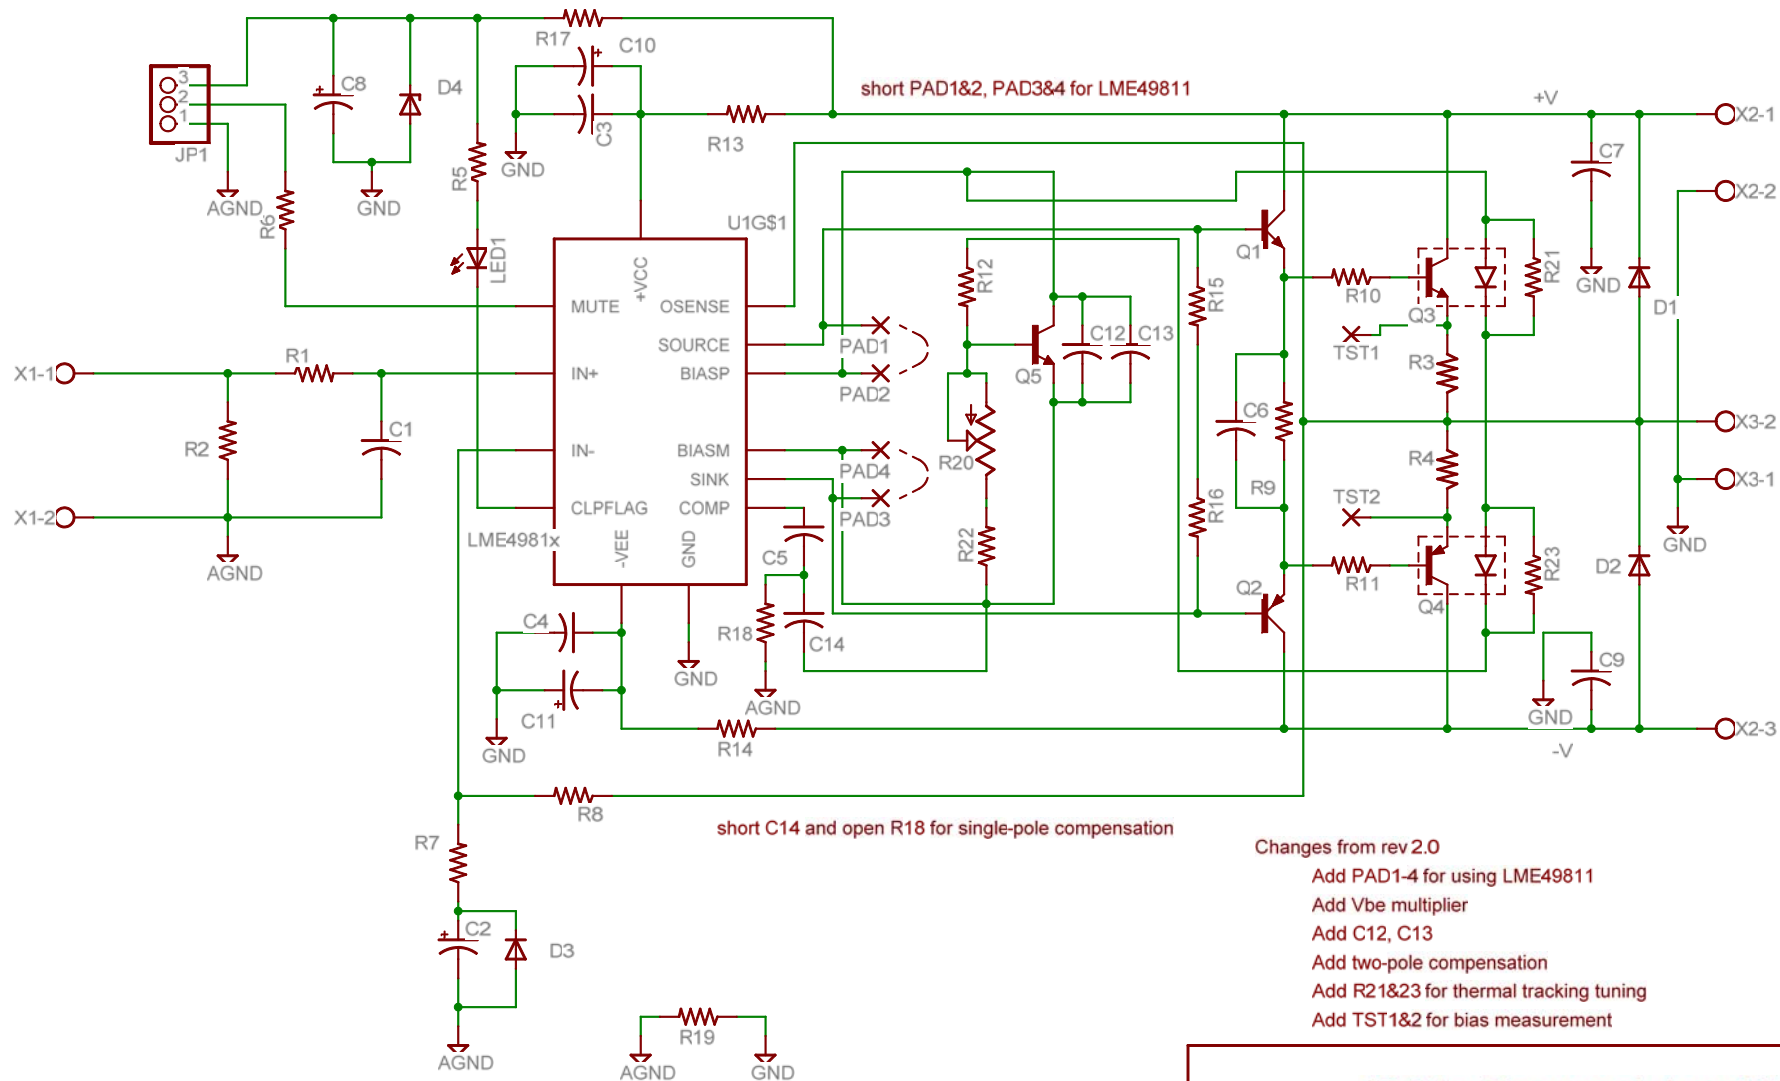 R17
C10
3
2
1
JP1
C8
D4
short PAD1&2, PAD3&4 for LME49811
+V
X2-1
C3
R13
R5
GND
AGND
GND
R6
C7
X2-2
U1G$1
LED1
Q1
+VCC
MUTE
OSENSE
R12
R15
R10
Q3
R21
GND
D1
SOURCE
PAD1
C12
C13
TST1
R1
X1-1
IN+
BIASP
PAD2
Q5
R3
R2
C1
C6
X3-2
IN-
BIASM
PAD4
R20
R4
SINK
R9
X3-1
TST2
CLPFLAG
COMP
PAD3
R16
X1-2
LME4981x
-VEE
GND
C5
R22
GND
AGND
Q2
R11
R23
D2
Q4
C4
R18
C14
GND
C9
C11
AGND
GND
GND
R14
X2-3
-V
R8
short C14 and open R18 for single-pole compensation
R7
Changes from rev 2.0
Add PAD1-4 for using LME49811
Add Vbe multiplier
Add C12, C13
Add two-pole compensation
Add R21&23 for thermal tracking tuning
Add TST1&2 for bias measurement
C2
D3
R19
AGND
AGND
GND